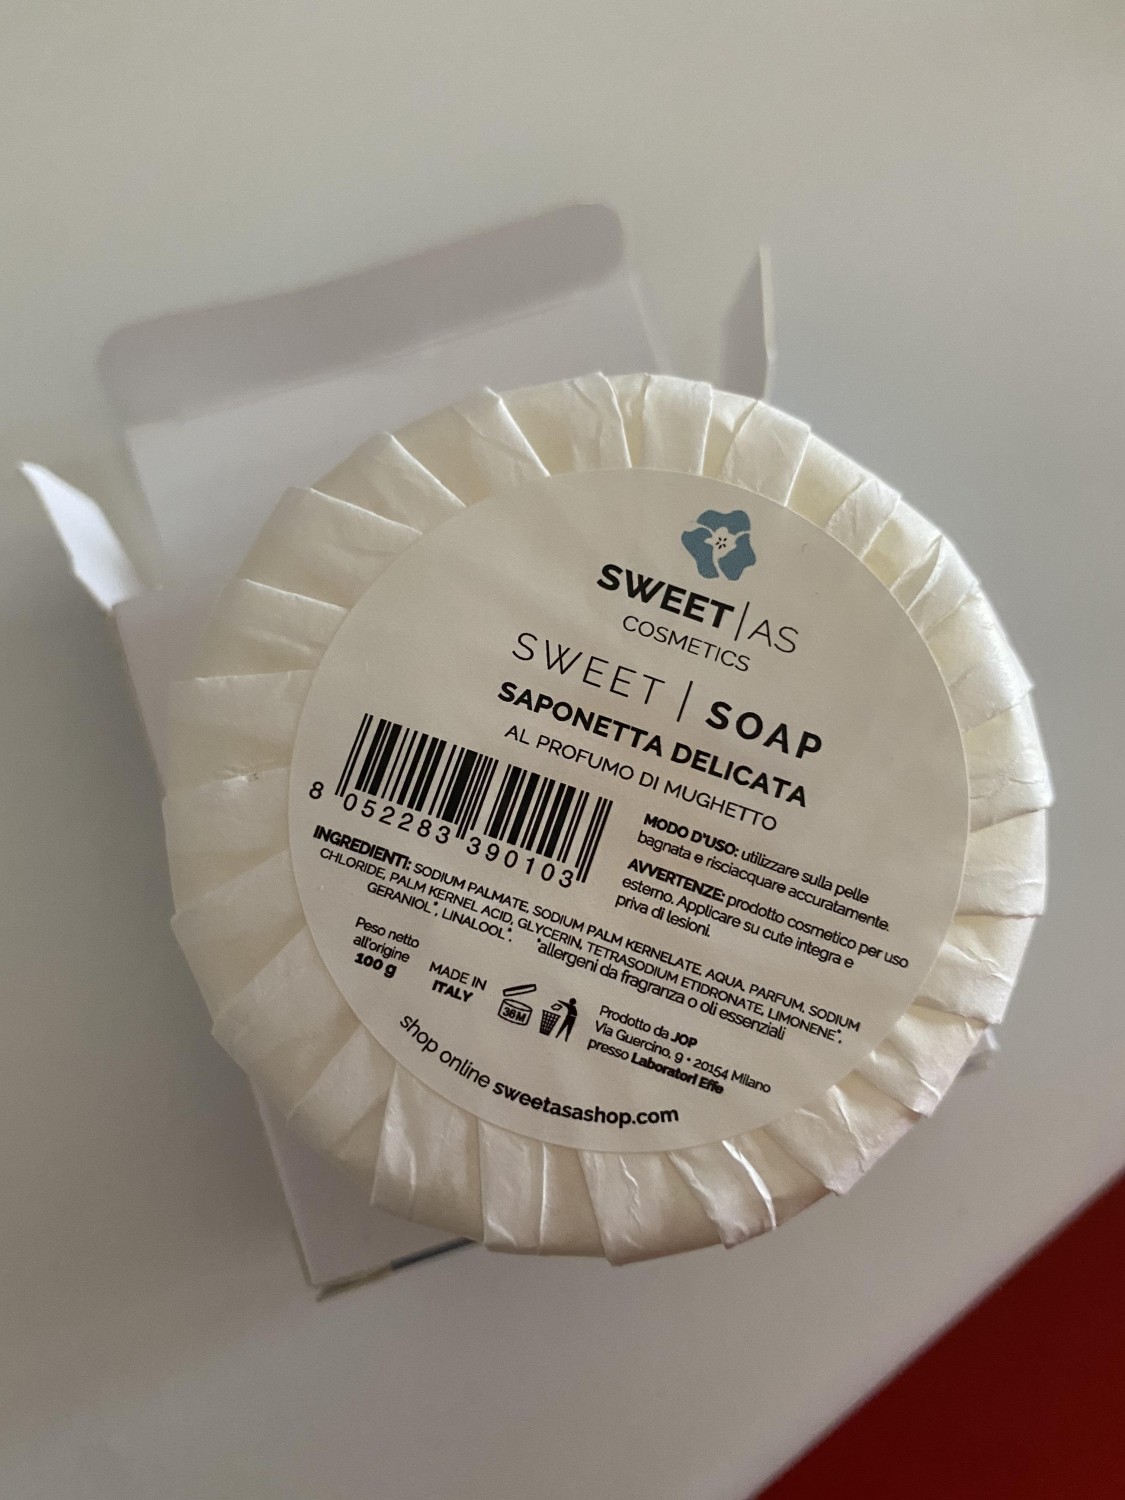 SWEET|AS
COSMETICS
SWEET | SOAP
SAPONETTA DELICATA
AL PROFUMO DI MUGHETTO
8 052283 390103
MODO D'USO: utilizzare sulla pelle
bagnata e risciacquare accuratamente.
AVVERTENZE: prodotto cosmetico per uso
esterno. Applicare su cute integra e
priva di lesioni.
INGREDIENTI: SODIUM PALMATE, SODIUM PALM KERNELATE, AQUA, PARFUM, SODIUM
CHLORIDE, PALM KERNEL ACID, GLYCERIN, TETRASODIUM ETIDRONATE, LIMONENE*,
GERANIOL*, LINALOOL*. *allergeni da fragranza o oli essenziali
Peso netto
all'origine
100 g
MADE IN
ITALY
36M
Prodotto da JOP
Via Guercino, 9 • 20154 Milano
presso Laboratori Effe
shop online sweetasashop.com